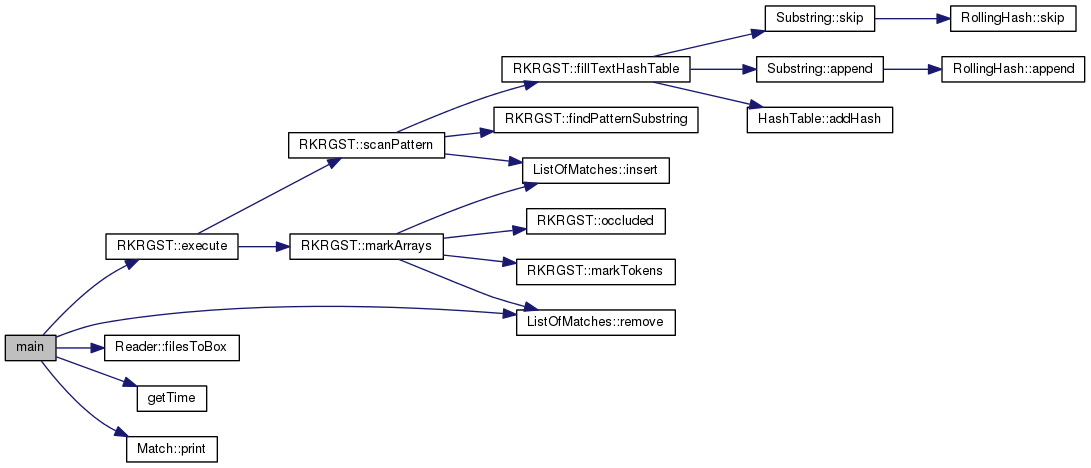 Substring::skip
RollingHash::skip
RKRGST::fillTextHashTable
Substring::append
RollingHash::append
HashTable::addHash
RKRGST::findPatternSubstring
RKRGST::scanPattern
ListOfMatches::insert
RKRGST::occluded
RKRGST::execute
RKRGST::markArrays
RKRGST::markTokens
ListOfMatches::remove
main
Reader::filesToBox
getTime
Match::print